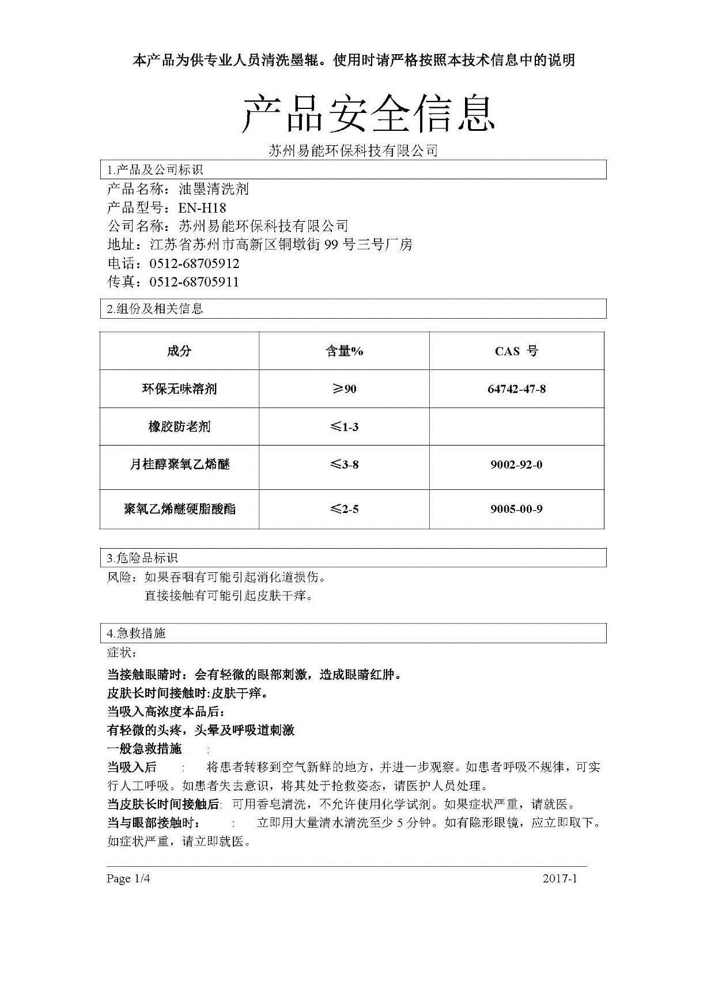 本产品为供专业人员清洗墨辊。使用时请严格按照本技术信息中的说明
产品安全信息
苏州易能环保科技有限公司
1.产品及公司标识
产品名称：油墨清洗剂
产品型号：EN-H18
公司名称：苏州易能环保科技有限公司
地址：江苏省苏州市高新区铜墩街 99 号三号厂房
电话：0512-68705912
传真：0512-68705911
2.组份及相关信息
成分 含量% CAS 号
环保无味溶剂 ≥90 64742-47-8
橡胶防老剂 ≤1-3
月桂醇聚氧乙烯醚 ≤3-8 9002-92-0
聚氧乙烯醚硬脂酸酯 ≤2-5 9005-00-9
3.危险品标识
风险：如果吞咽有可能引起消化道损伤。
直接接触有可能引起皮肤干痒。
4.急救措施
症状：
当接触眼睛时：会有轻微的眼部刺激，造成眼睛红肿。
皮肤长时间接触时:皮肤干痒。
当吸入高浓度本品后：
有轻微的头疼，头晕及呼吸道刺激
一般急救措施 :
当吸入后 : 将患者转移到空气新鲜的地方，并进一步观察。如患者呼吸不规律，可实
行人工呼吸。如患者失去意识，将其处于抢救姿态，请医护人员处理。
当皮肤长时间接触后: 可用香皂清洗，不允许使用化学试剂。如果症状严重，请就医。
当与眼部接触时： : 立即用大量清水清洗至少 5 分钟。如有隐形眼镜，应立即取下。
如症状严重，请立即就医。
Page 1/4 2017-1